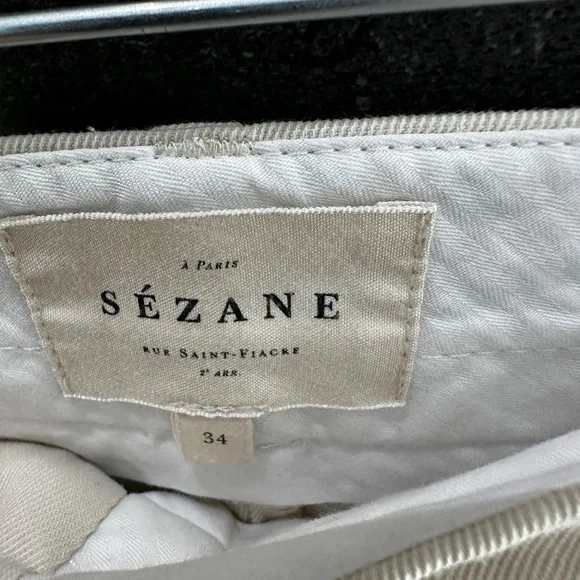 À PARIS
SÉZANE
RUE SAINT-FIACRE
2E ARR.
34